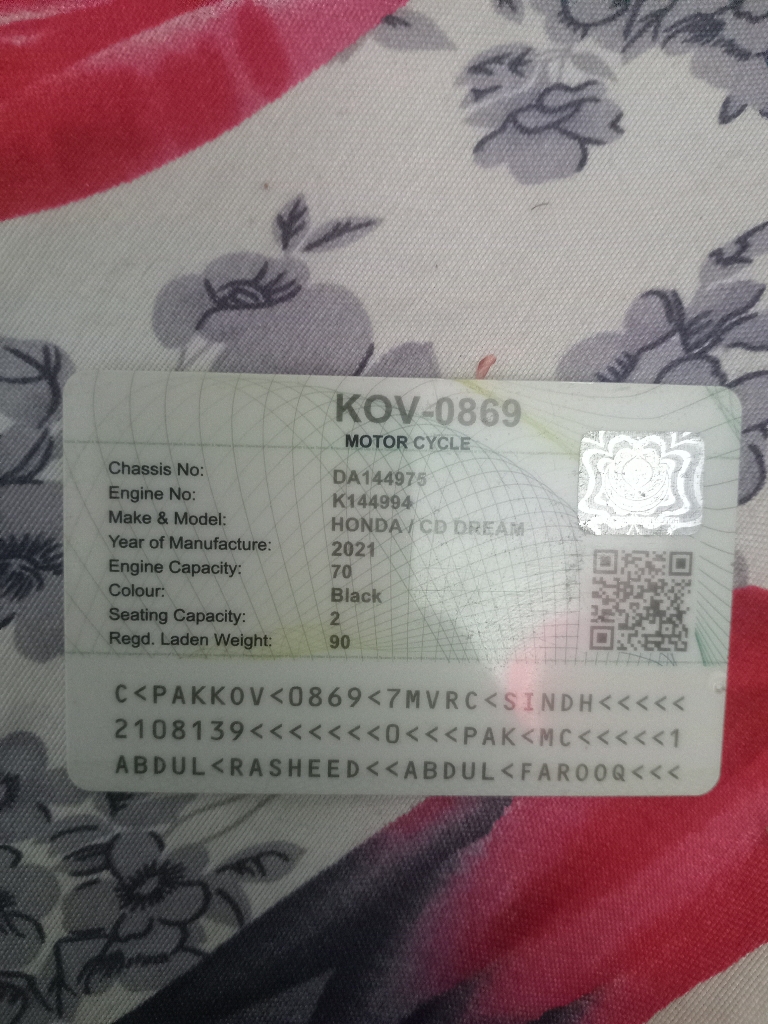 KOV-0869
MOTOR CYCLE
Chassis No: DA144975
Engine No: K144994
Make & Model: HONDA / CD DREAM
Year of Manufacture: 2021
Engine Capacity: 70
Colour: Black
Seating Capacity: 2
Regd. Laden Weight: 90
C<PAKKOV<0869<7MVRC<SINDH<<<<<
2108139<<<<<<<0<<<PAK<MC<<<<<1
ABDUL<RASHEED<<ABDUL<FAROOQ<<<